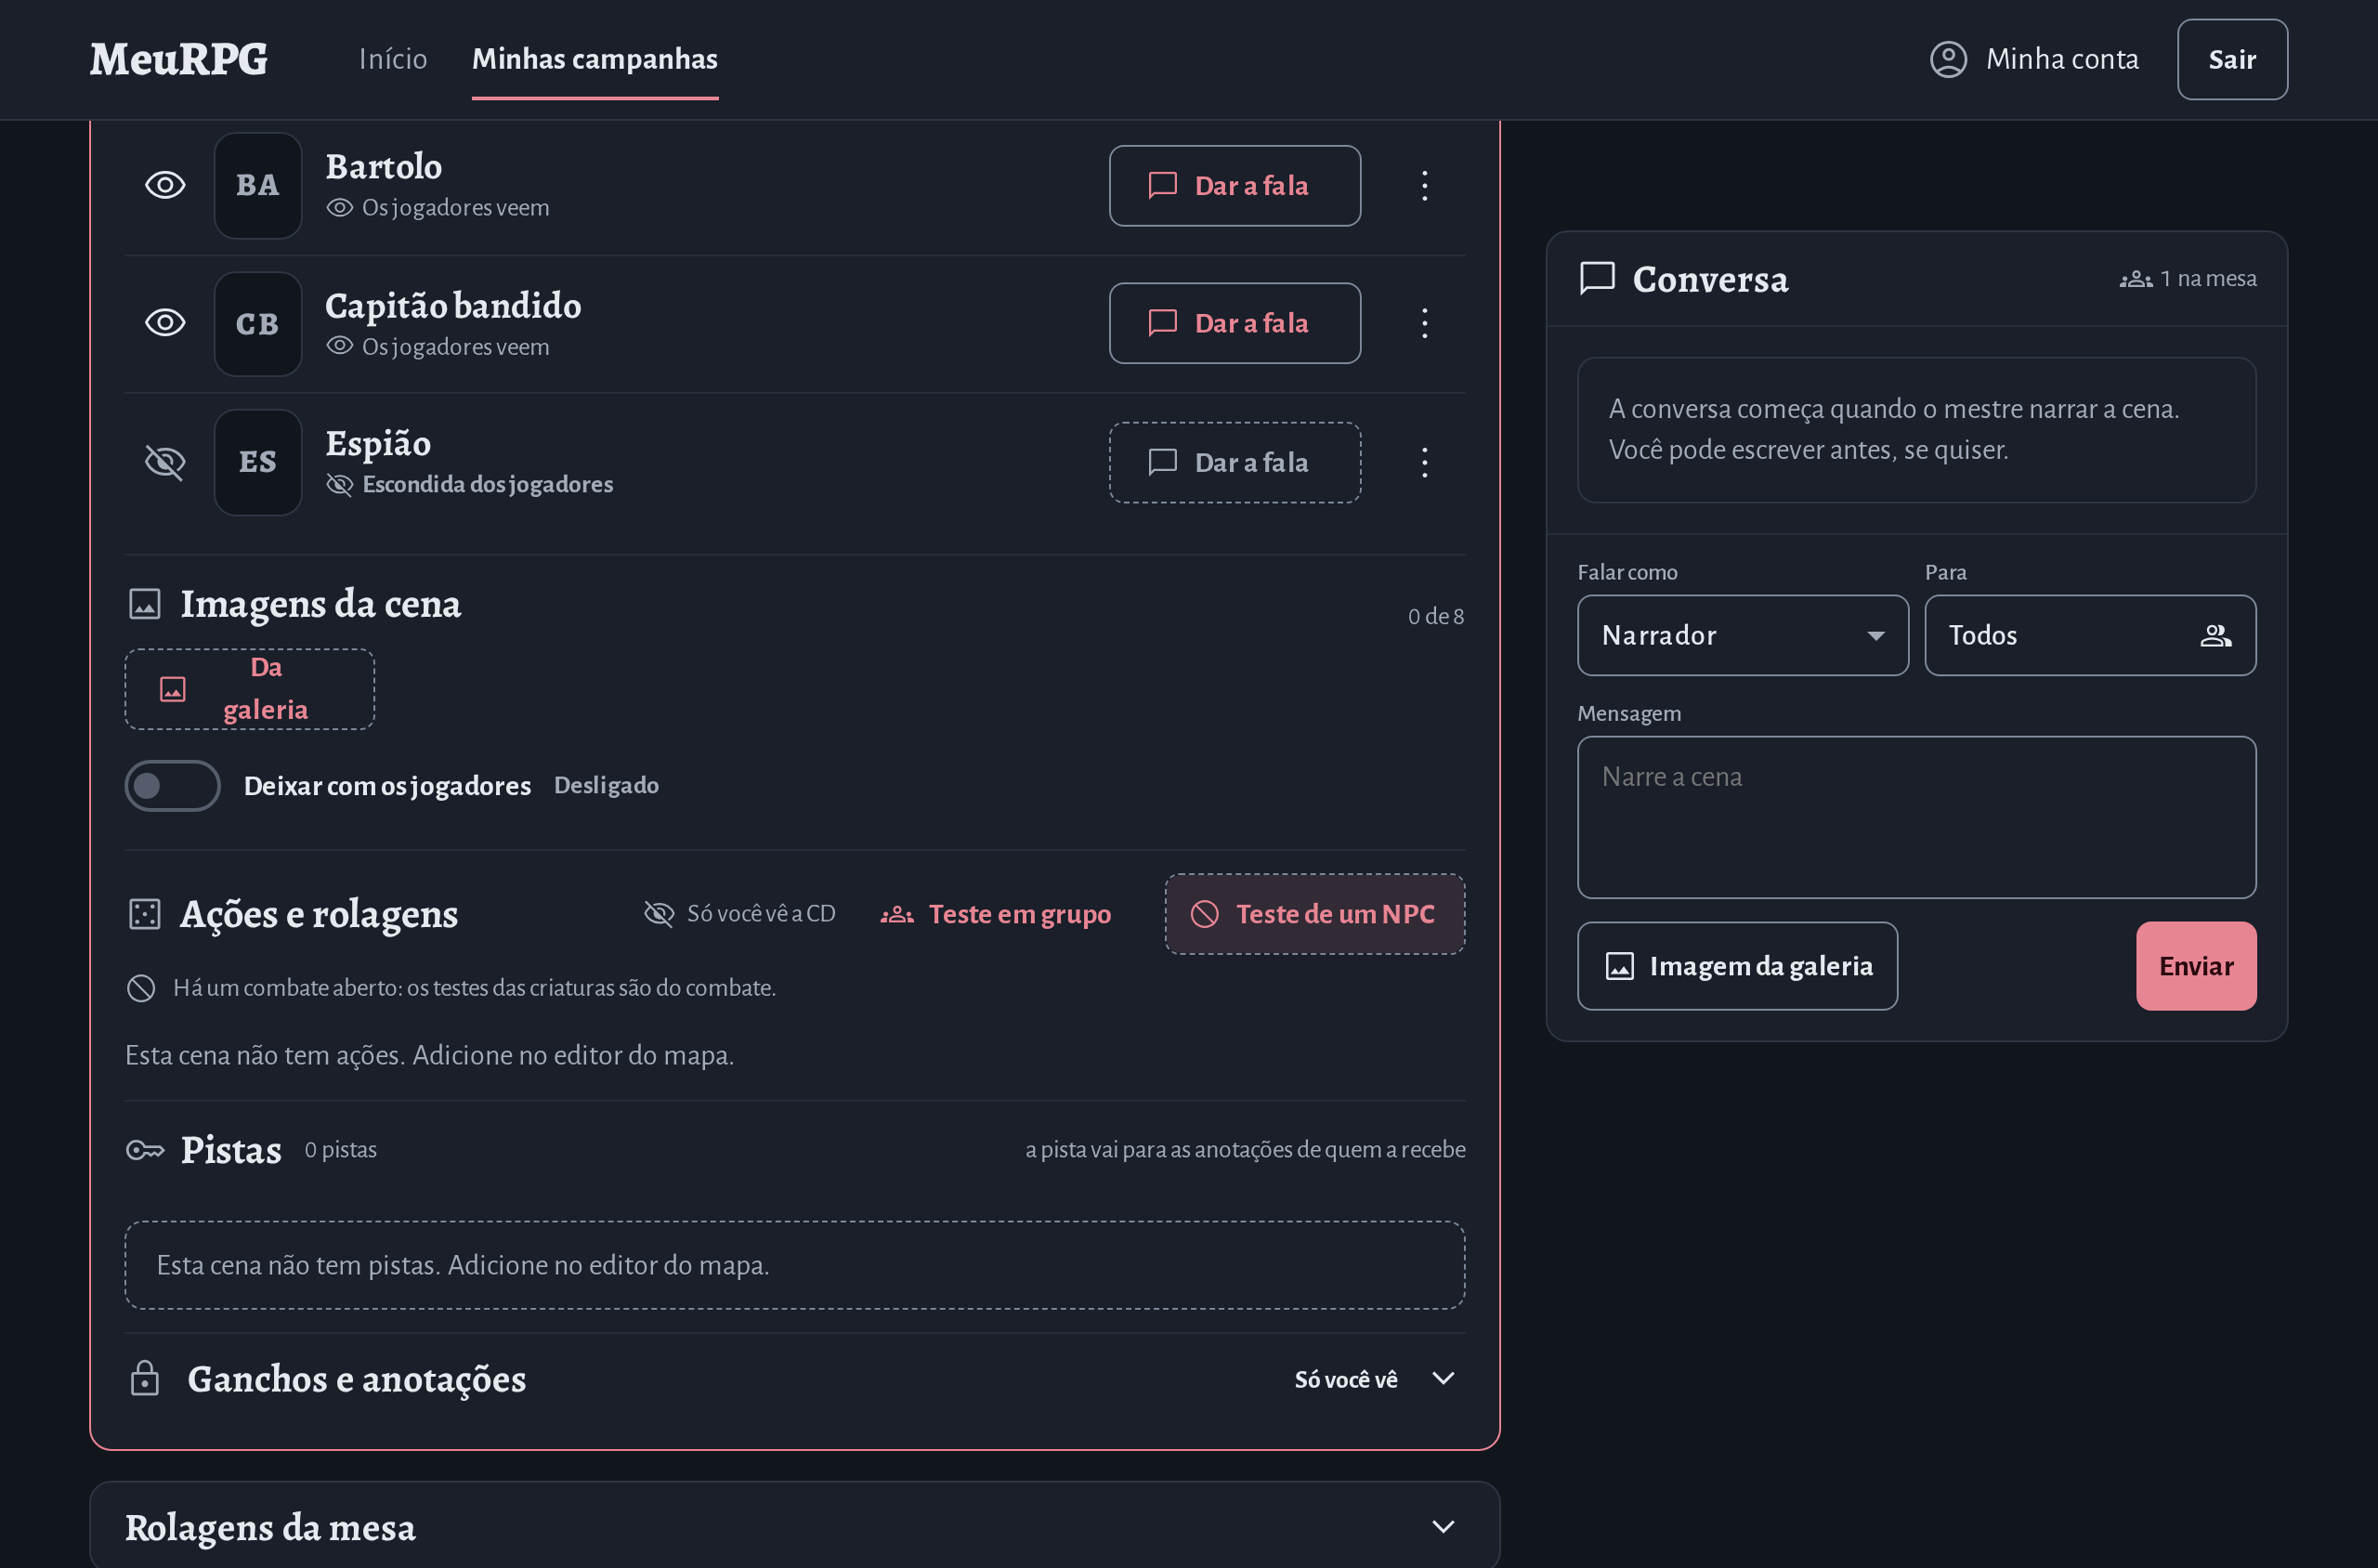 MeuRPG
Início
Minhas campanhas
Minha conta
Sair
BA
Bartolo
Os jogadores veem
Dar a fala
CB
Capitão bandido
Os jogadores veem
Dar a fala
ES
Espião
Escondida dos jogadores
Dar a fala
Imagens da cena
0 de 8
Da
galeria
Deixar com os jogadores
Desligado
Ações e rolagens
Só você vê a CD
Teste em grupo
Teste de um NPC
Há um combate aberto: os testes das criaturas são do combate.
Esta cena não tem ações. Adicione no editor do mapa.
Pistas
0 pistas
a pista vai para as anotações de quem a recebe
Esta cena não tem pistas. Adicione no editor do mapa.
Ganchos e anotações
Só você vê
Rolagens da mesa
Conversa
1 na mesa
A conversa começa quando o mestre narrar a cena.
Você pode escrever antes, se quiser.
Falar como
Para
Narrador
Todos
Mensagem
Narre a cena
Imagem da galeria
Enviar